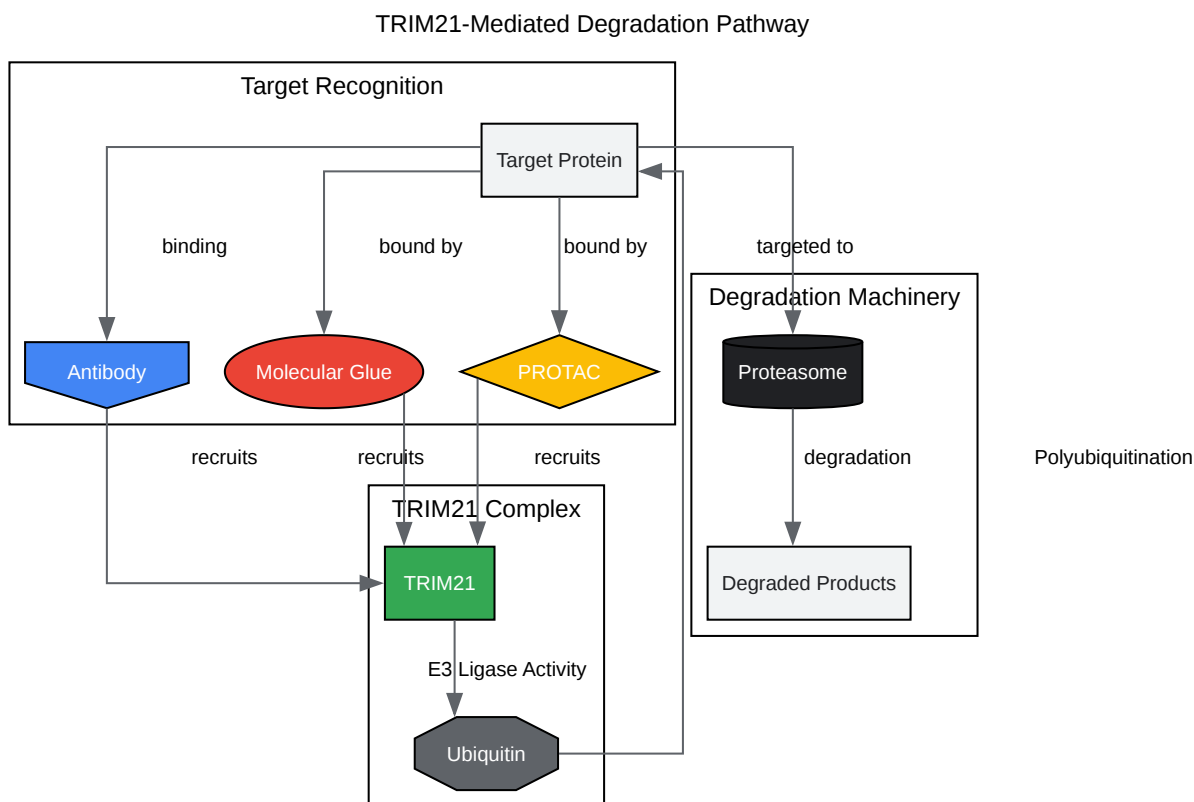 TRIM21-Mediated Degradation Pathway
Target Recognition
Target Protein
binding
bound by
bound by
targeted to
Degradation Machinery
Antibody
Molecular Glue
PROTAC
Proteasome
recruits
recruits
recruits
degradation
Polyubiquitination
TRIM21 Complex
TRIM21
Degraded Products
E3 Ligase Activity
Ubiquitin